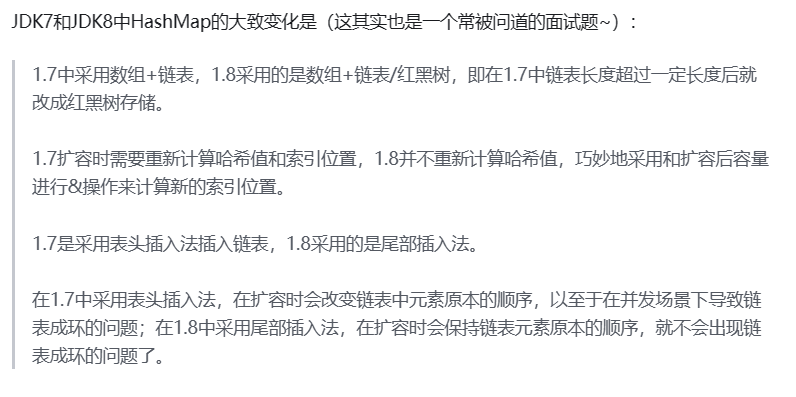 JDK7和JDK8中HashMap的大致变化是（这其实也是一个常被问道的面试题~）：
1.7中采用数组+链表，1.8采用的是数组+链表/红黑树，即在1.7中链表长度超过一定长度后就
改成红黑树存储。
1.7扩容时需要重新计算哈希值和索引位置，1.8并不重新计算哈希值，巧妙地采用和扩容后容量
进行&操作来计算新的索引位置。
1.7是采用表头插入法插入链表，1.8采用的是尾部插入法。
在1.7中采用表头插入法，在扩容时会改变链表中元素原本的顺序，以至于在并发场景下导致链
表成环的问题；在1.8中采用尾部插入法，在扩容时会保持链表元素原本的顺序，就不会出现链
表成环的问题了。